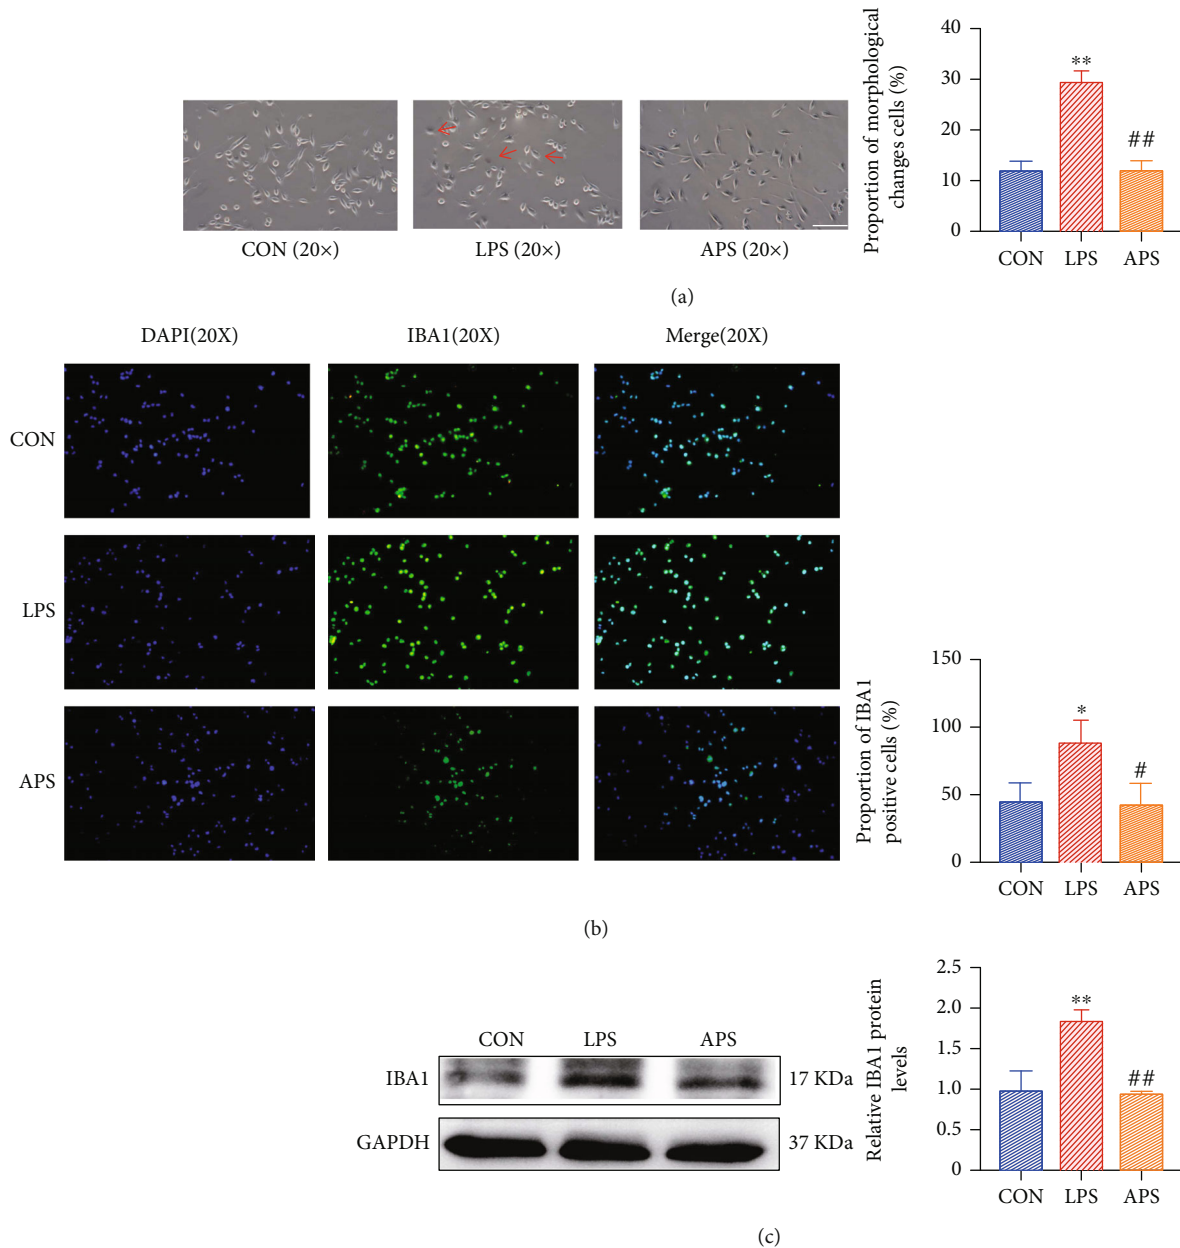 CON (20×)
LPS (20×)
APS (20×)
Proportion of morphological
changes cells (%)
40
30
20
10
0
**
##
CON
LPS
APS
(a)
DAPI(20X)
IBA1(20X)
Merge(20X)
CON
LPS
APS
Proportion of IBA1
positive cells (%)
150
100
50
0
*
#
CON
LPS
APS
(b)
CON
LPS
APS
IBA1
17 KDa
GAPDH
37 KDa
Relative IBA1 protein
levels
2.5
2.0
1.5
1.0
0.5
0
**
##
CON
LPS
APS
(c)